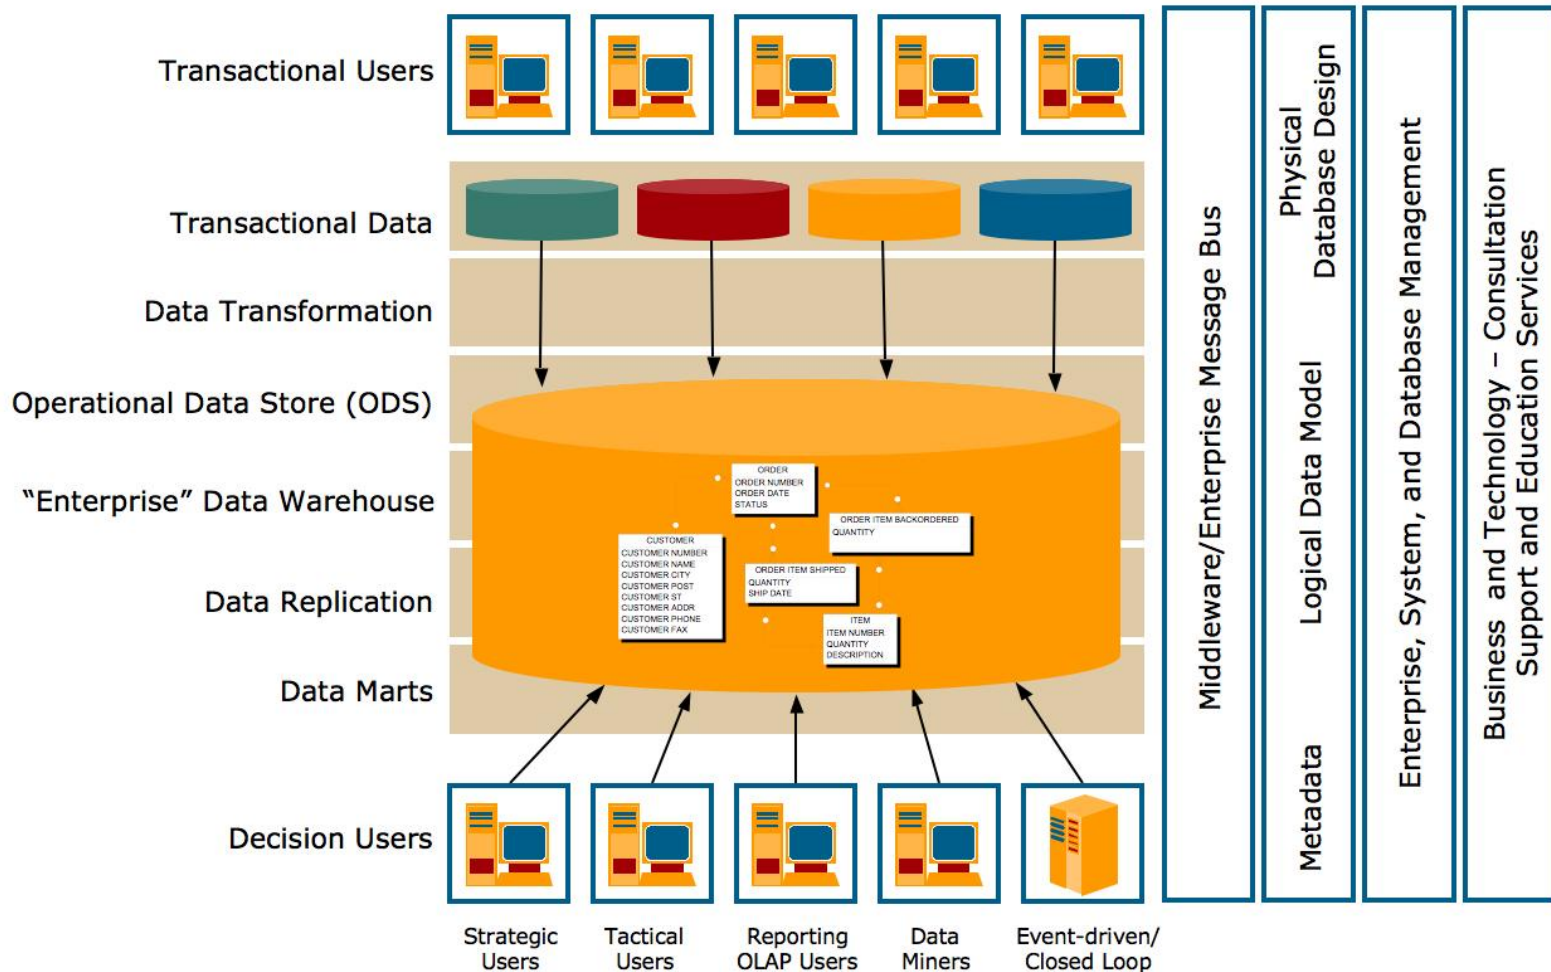 Transactional Users
Transactional Data
Data Transformation
Operational Data Store (ODS)
“Enterprise” Data Warehouse
Data Replication
Data Marts
Decision Users
ORDER
ORDER NUMBER
ORDER DATE
STATUS
ORDER ITEM BACKORDERED
QUANTITY
CUSTOMER
CUSTOMER NUMBER
CUSTOMER NAME
CUSTOMER CITY
CUSTOMER POST
CUSTOMER ST
CUSTOMER ADDR
CUSTOMER PHONE
CUSTOMER FAX
ORDER ITEM SHIPPED
QUANTITY
SHIP DATE
ITEM
ITEM NUMBER
QUANTITY
DESCRIPTION
Strategic
Users
Tactical
Users
Reporting
OLAP Users
Data
Miners
Event-driven/
Closed Loop
Middleware/Enterprise Message Bus
Physical
Database Design
Logical Data Model
Metadata
Enterprise, System, and Database Management
Business and Technology – Consultation
Support and Education Services